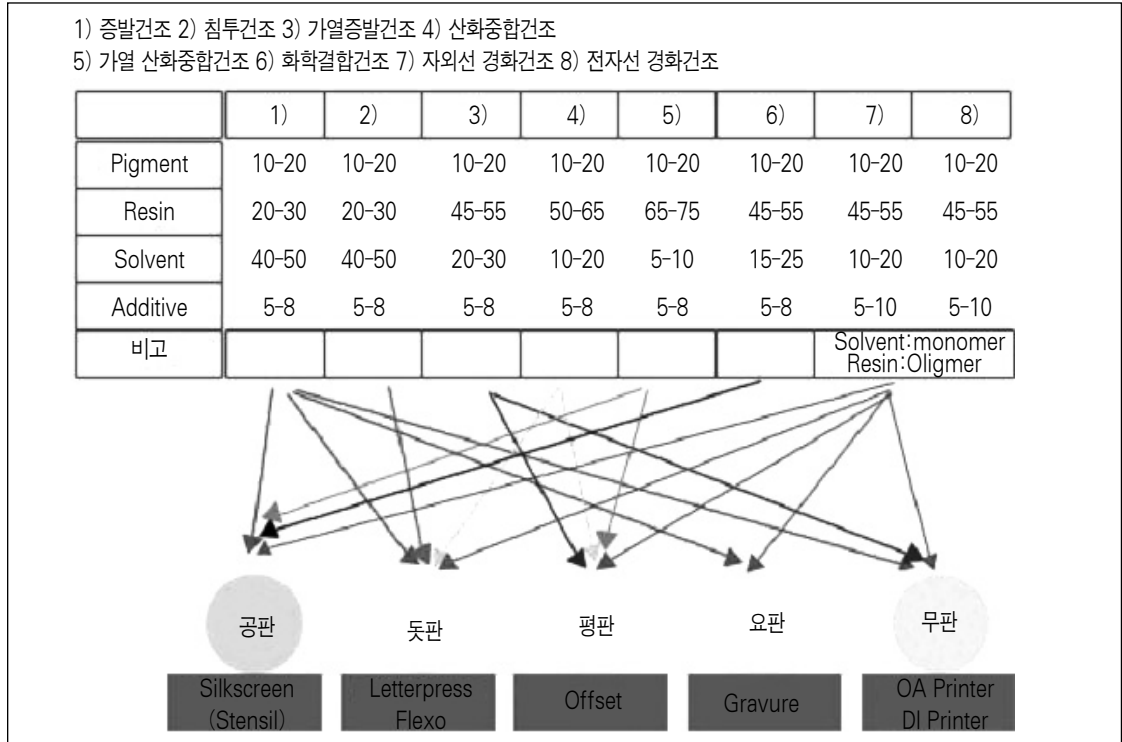 1) 증발건조 2) 침투건조 3) 가열증발건조 4) 산화중합건조
5) 가열 산화중합건조 6) 화학결합건조 7) 자외선 경화건조 8) 전자선 경화건조
1) 2) 3) 4) 5) 6) 7) 8)
Pigment 10-20 10-20 10-20 10-20 10-20 10-20 10-20 10-20
Resin 20-30 20-30 45-55 50-65 65-75 45-55 45-55 45-55
Solvent 40-50 40-50 20-30 10-20 5-10 15-25 10-20 10-20
Additive 5-8 5-8 5-8 5-8 5-8 5-8 5-10 5-10
비고 Solvent:monomer
Resin:Oligmer
공판 돗판 평판 요판 무판
Silkscreen Letterpress Offset Gravure OA Printer
(Stensil) Flexo DI Printer